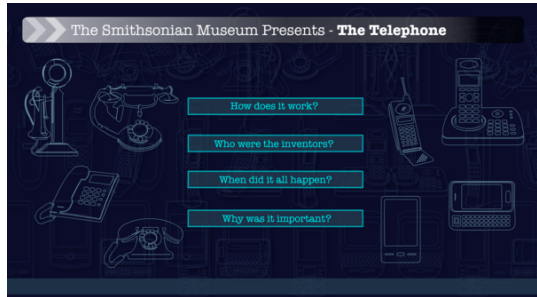 The Smithsonian Museum Presents - The Telephone
How does it work?
Who were the inventors?
When did it all happen?
Why was it important?